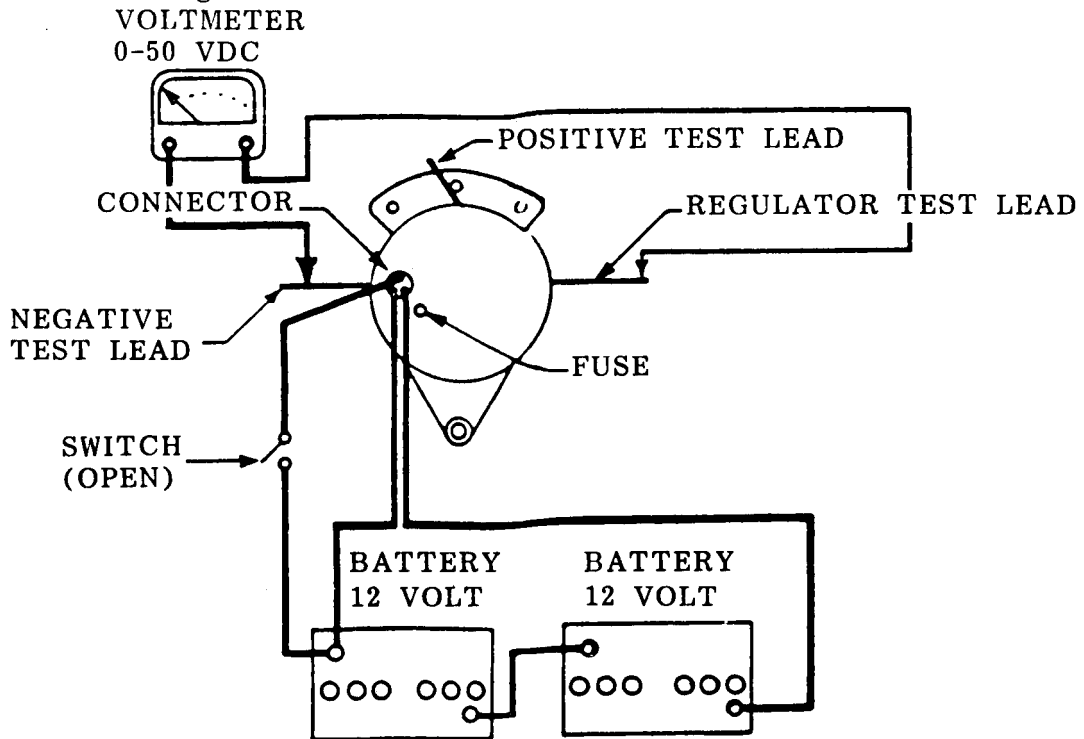 VOLTMETER
0-50 VDC
POSITIVE TEST LEAD
CONNECTOR
REGULATOR TEST LEAD
NEGATIVE
TEST LEAD
FUSE
SWITCH
(OPEN)
BATTERY
12 VOLT
BATTERY
12 VOLT